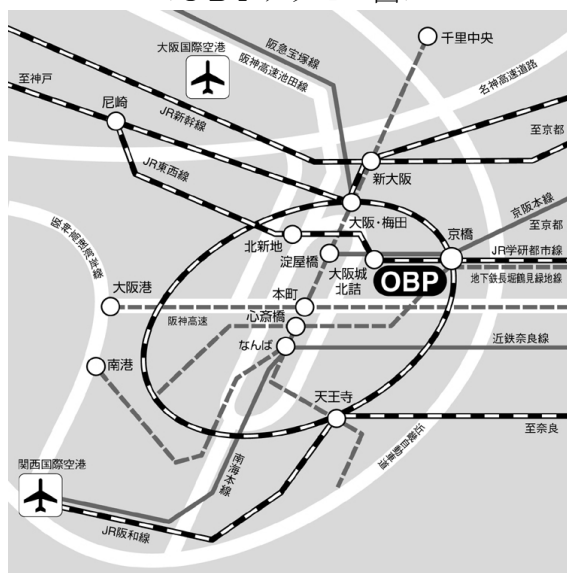 千里中央
大阪国際空港
阪急宝塚線
阪神高速池田線
名神高速道路
至神戸
尼崎
JR新幹線
至京都
JR東西線
新大阪
大阪・梅田
京阪本線
至京都
京橋
北新地
淀屋橋
大阪城
北詰
JR学研都市線
OBP
地下鉄長堀鶴見緑地線
阪神高速湾岸線
大阪港
本町
阪神高速
心斎橋
なんば
近鉄奈良線
南港
天王寺
至奈良
近畿自動車道
関西国際空港
南海本線
JR阪和線